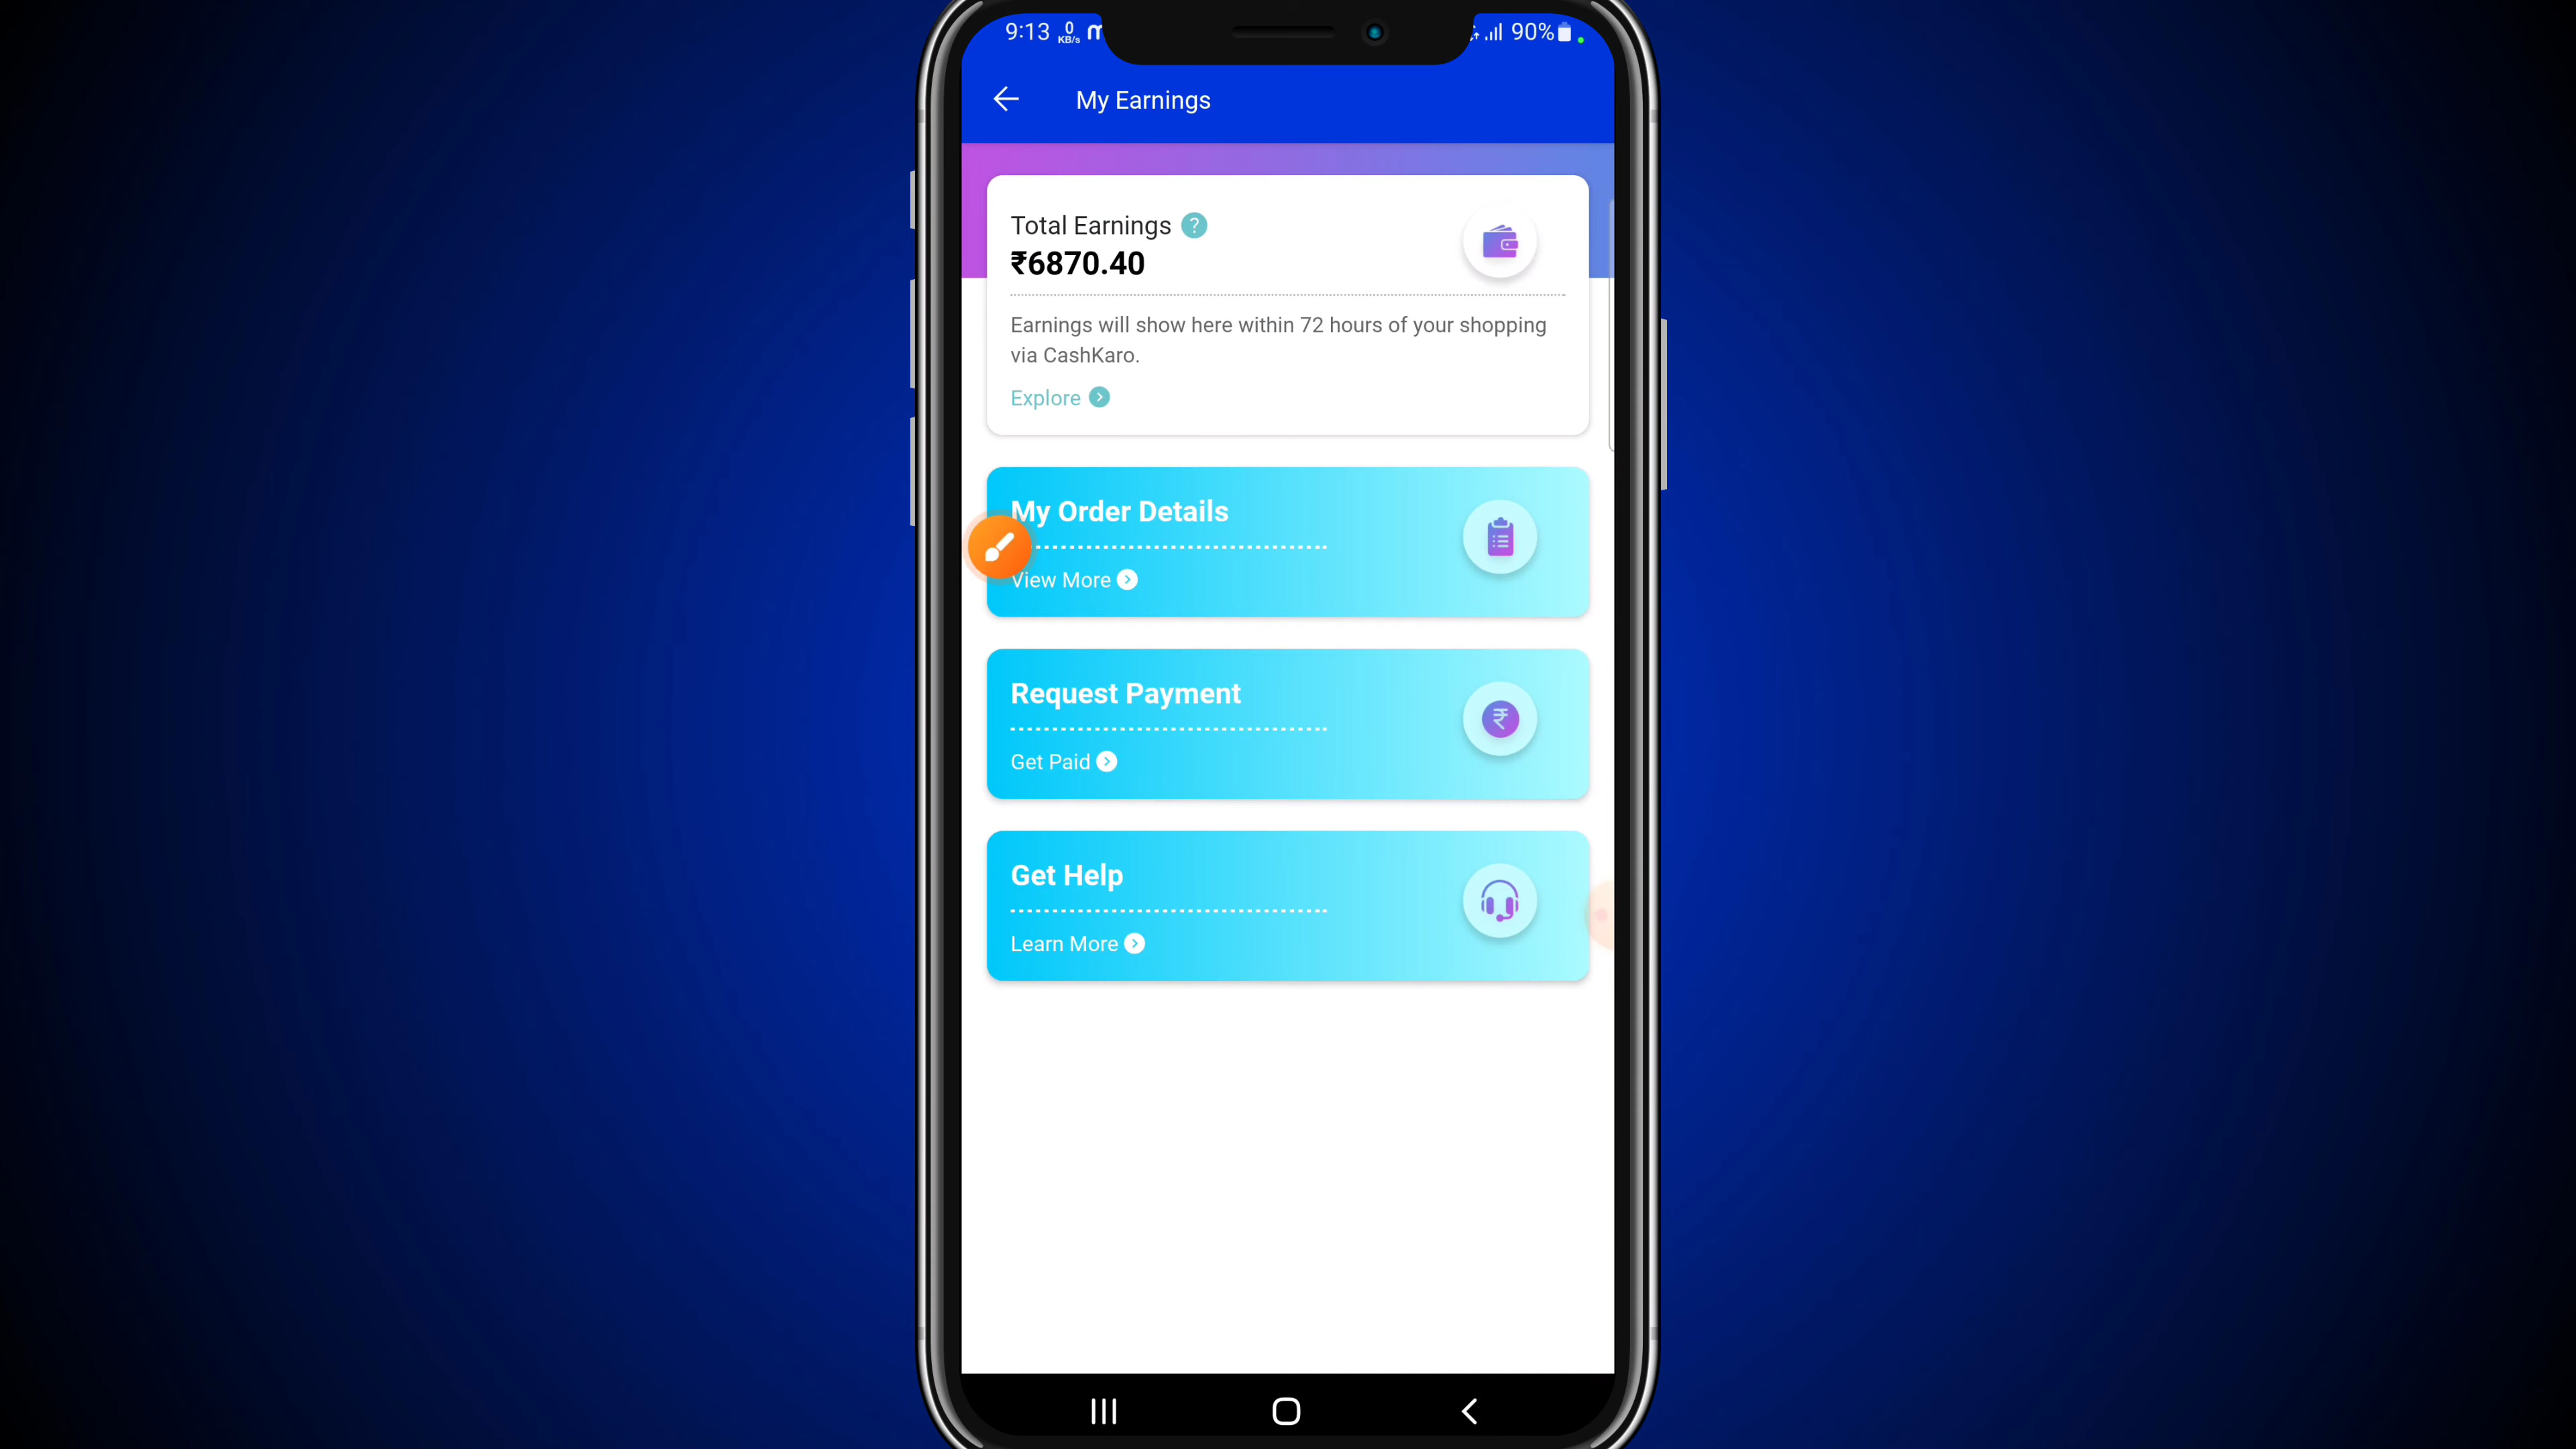 9:13 0 KB/s 90%
My Earnings
Total Earnings ?
₹6870.40
Earnings will show here within 72 hours of your shopping
via CashKaro.
Explore
My Order Details
View More
Request Payment
₹
Get Paid
Get Help
Learn More